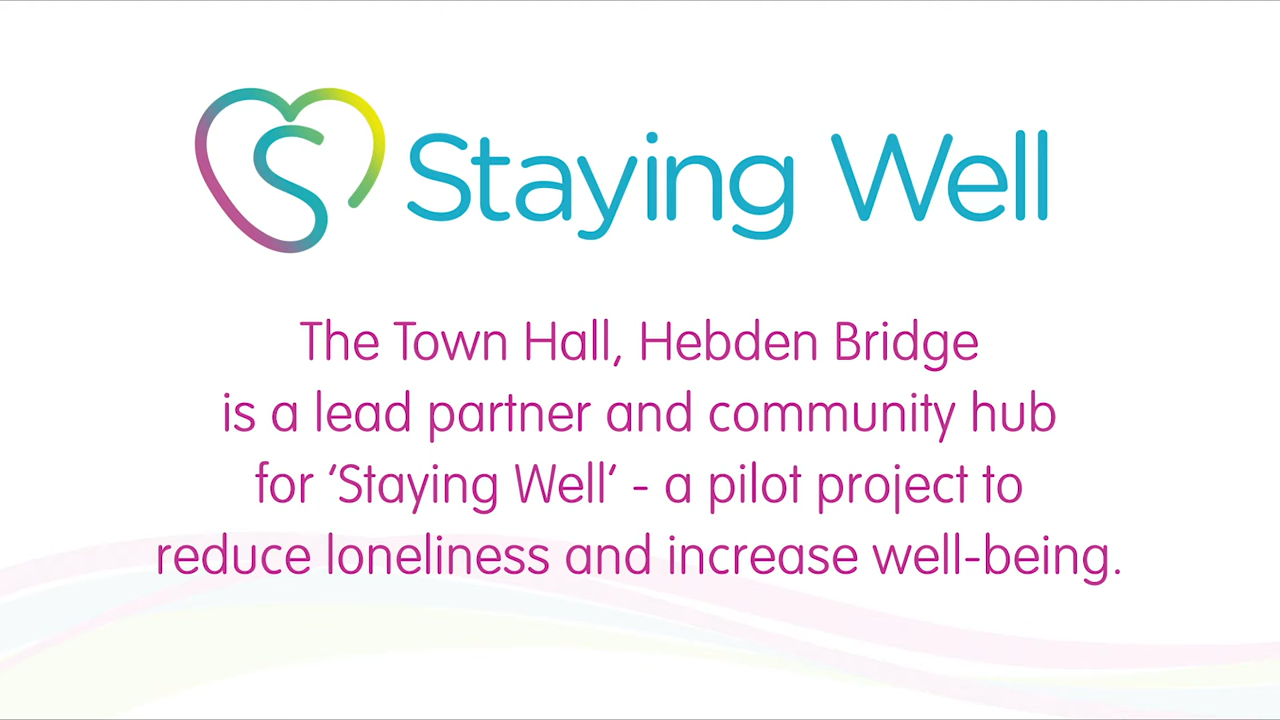 Staying Well
The Town Hall, Hebden Bridge
is a lead partner and community hub
for ‘Staying Well’ - a pilot project to
reduce loneliness and increase well-being.